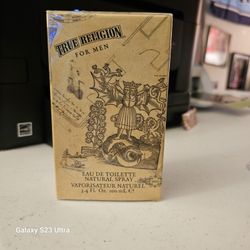 TRUE RELIGION
FOR MEN
EAU DE TOILETTE
NATURAL SPRAY
VAPORISATEUR NATUREL
3.4 Fl. Oz. 100 mL ℮
Galaxy S23 Ultra